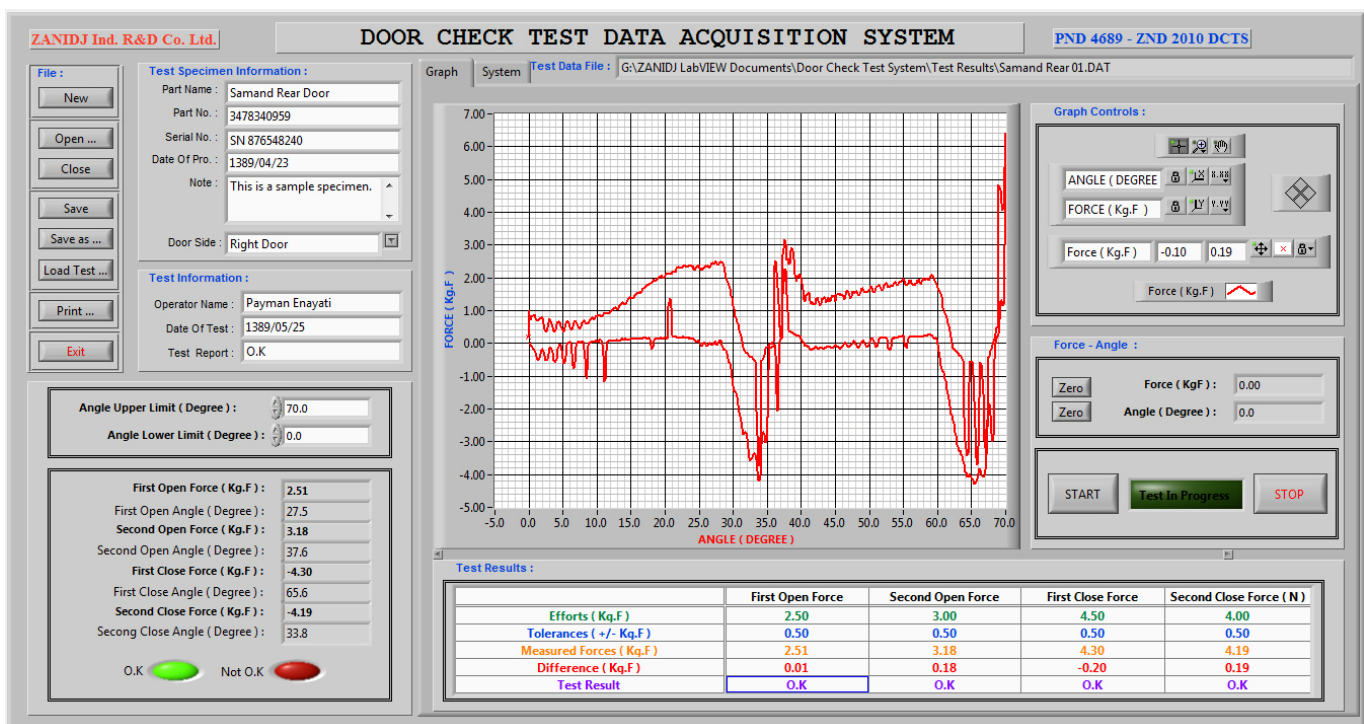 ZANIDJ Ind. R&D Co. Ltd.
DOOR CHECK TEST DATA ACQUISITION SYSTEM
PND 4689 - ZND 2010 DCTS
File :
New
Open ...
Close
Save
Save as ...
Load Test ...
Print ...
Exit
Test Specimen Information :
Part Name : Samand Rear Door
Part No. : 3478340959
Serial No. : SN 876548240
Date Of Pro. : 1389/04/23
Note : This is a sample specimen.
Door Side : Right Door
Test Information :
Operator Name : Payman Enayati
Date Of Test : 1389/05/25
Test Report : O.K
Angle Upper Limit ( Degree ) : 70.0
Angle Lower Limit ( Degree ) : 0.0
First Open Force ( Kg.F ) : 2.51
First Open Angle ( Degree ) : 27.5
Second Open Force ( Kg.F ) : 3.18
Second Open Angle ( Degree ) : 37.6
First Close Force ( Kg.F ) : -4.30
First Close Angle ( Degree ) : 65.6
Second Close Force ( Kg.F ) : -4.19
Secong Close Angle ( Degree ) : 33.8
O.K Not O.K
Graph System Test Data File : G:\ZANIDJ LabVIEW Documents\Door Check Test System\Test Results\Samand Rear 01.DAT
FORCE ( Kg.F )
7.00
6.00
5.00
4.00
3.00
2.00
1.00
0.00
-1.00
-2.00
-3.00
-4.00
-5.00
-5.0 0.0 5.0 10.0 15.0 20.0 25.0 30.0 35.0 40.0 45.0 50.0 55.0 60.0 65.0 70.0
ANGLE ( DEGREE )
Graph Controls :
ANGLE ( DEGREE X X.XX
FORCE ( Kg.F ) Y Y.YY
Force ( Kg.F ) -0.10 0.19
Force ( Kg.F )
Force - Angle :
Zero Force ( KgF ) : 0.00
Zero Angle ( Degree ) : 0.0
START Test In Progress STOP
Test Results :
First Open Force Second Open Force First Close Force Second Close Force ( N )
Efforts ( Kg.F ) 2.50 3.00 4.50 4.00
Tolerances ( +/- Kg.F ) 0.50 0.50 0.50 0.50
Measured Forces ( Kg.F ) 2.51 3.18 4.30 4.19
Difference ( Kg.F ) 0.01 0.18 -0.20 0.19
Test Result O.K O.K O.K O.K